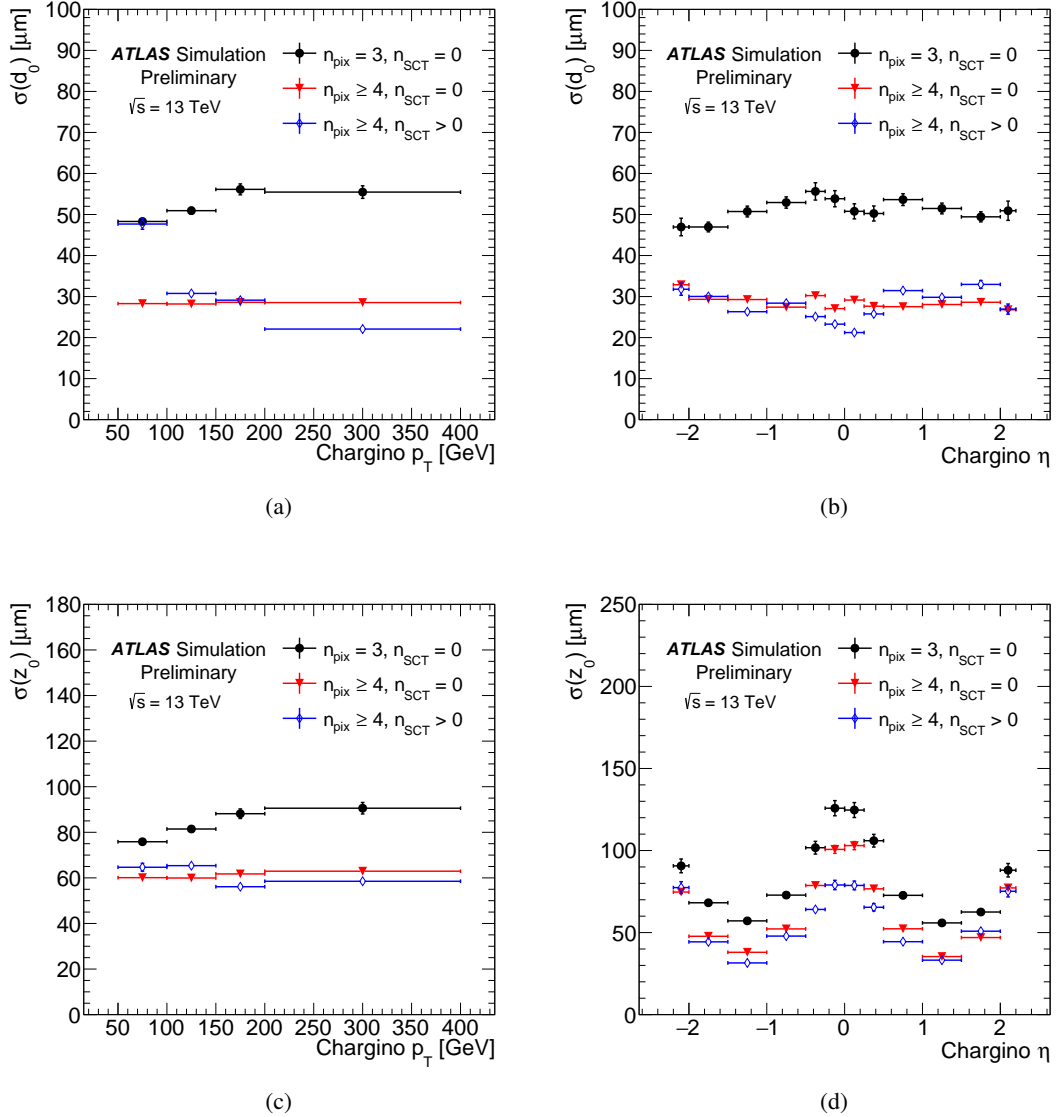 σ(d0) [μm]
100
90
80
70
60
50
40
30
20
10
0
ATLAS Simulation
Preliminary
√s = 13 TeV
npix = 3, nSCT = 0
npix ≥ 4, nSCT = 0
npix ≥ 4, nSCT > 0
50 100 150 200 250 300 350 400
Chargino pT [GeV]
(a)
σ(d0) [μm]
100
90
80
70
60
50
40
30
20
10
0
ATLAS Simulation
Preliminary
√s = 13 TeV
npix = 3, nSCT = 0
npix ≥ 4, nSCT = 0
npix ≥ 4, nSCT > 0
−2 −1 0 1 2
Chargino η
(b)
σ(z0) [μm]
180
160
140
120
100
80
60
40
20
0
ATLAS Simulation
Preliminary
√s = 13 TeV
npix = 3, nSCT = 0
npix ≥ 4, nSCT = 0
npix ≥ 4, nSCT > 0
50 100 150 200 250 300 350 400
Chargino pT [GeV]
(c)
σ(z0) [μm]
250
200
150
100
50
0
ATLAS Simulation
Preliminary
√s = 13 TeV
npix = 3, nSCT = 0
npix ≥ 4, nSCT = 0
npix ≥ 4, nSCT > 0
−2 −1 0 1 2
Chargino η
(d)